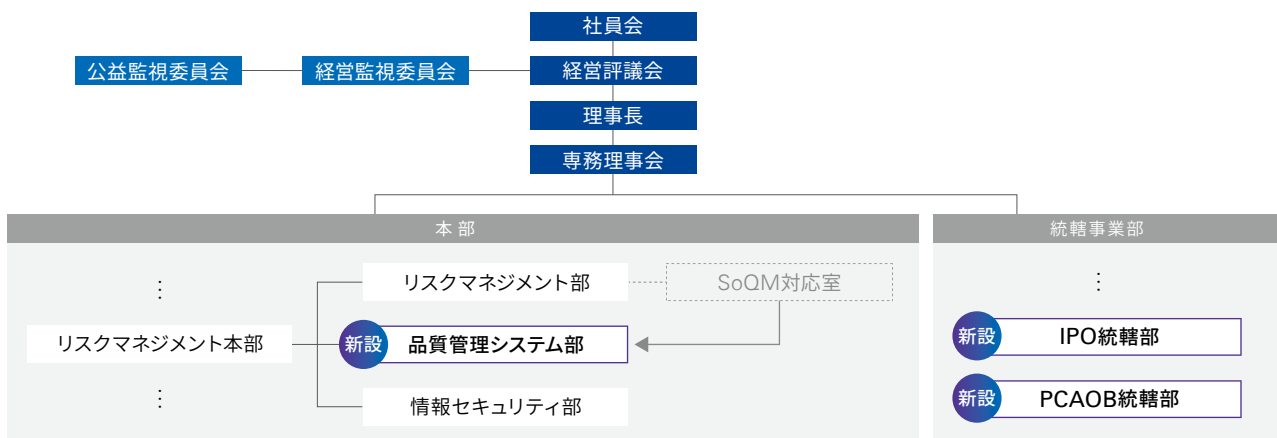 社員会
公益監視委員会
経営監視委員会
経営評議会
理事長
専務理事会
本部
⋮
リスクマネジメント本部
⋮
リスクマネジメント部
SoQM対応室
新設
品質管理システム部
情報セキュリティ部
統轄事業部
⋮
新設
IPO統轄部
新設
PCAOB統轄部